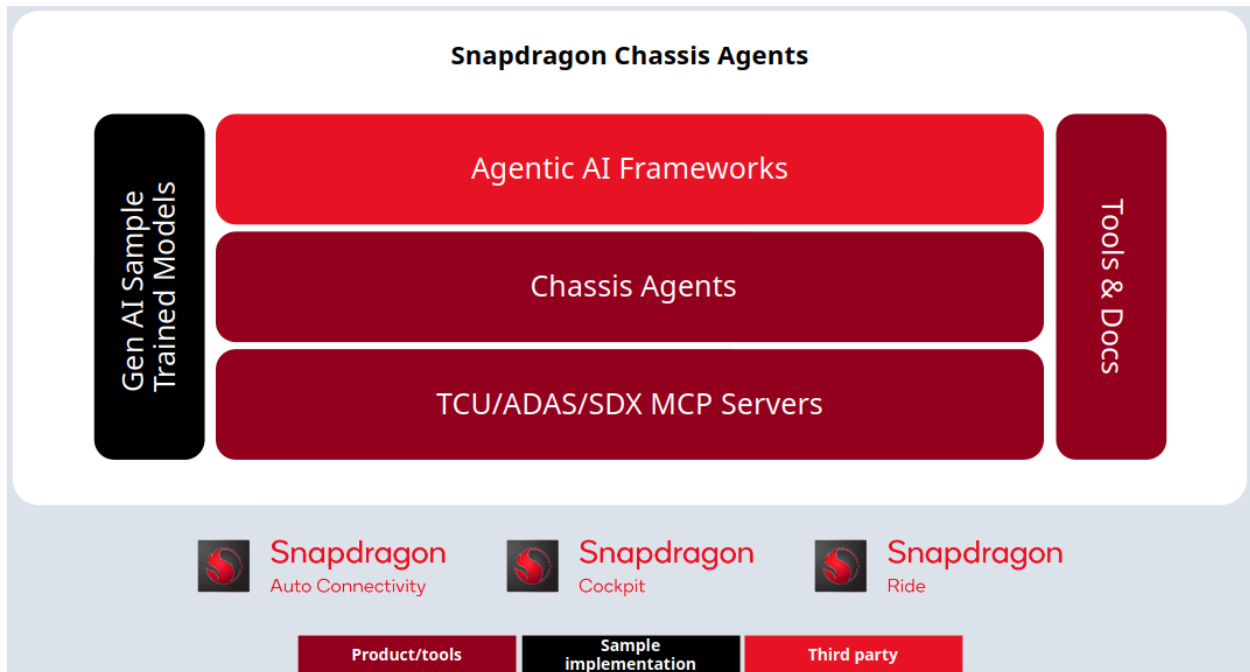 Snapdragon Chassis Agents
Gen AI Sample
Trained Models
Agentic AI Frameworks
Chassis Agents
TCU/ADAS/SDX MCP Servers
Tools & Docs
Snapdragon
Auto Connectivity
Snapdragon
Cockpit
Snapdragon
Ride
Product/tools
Sample
implementation
Third party